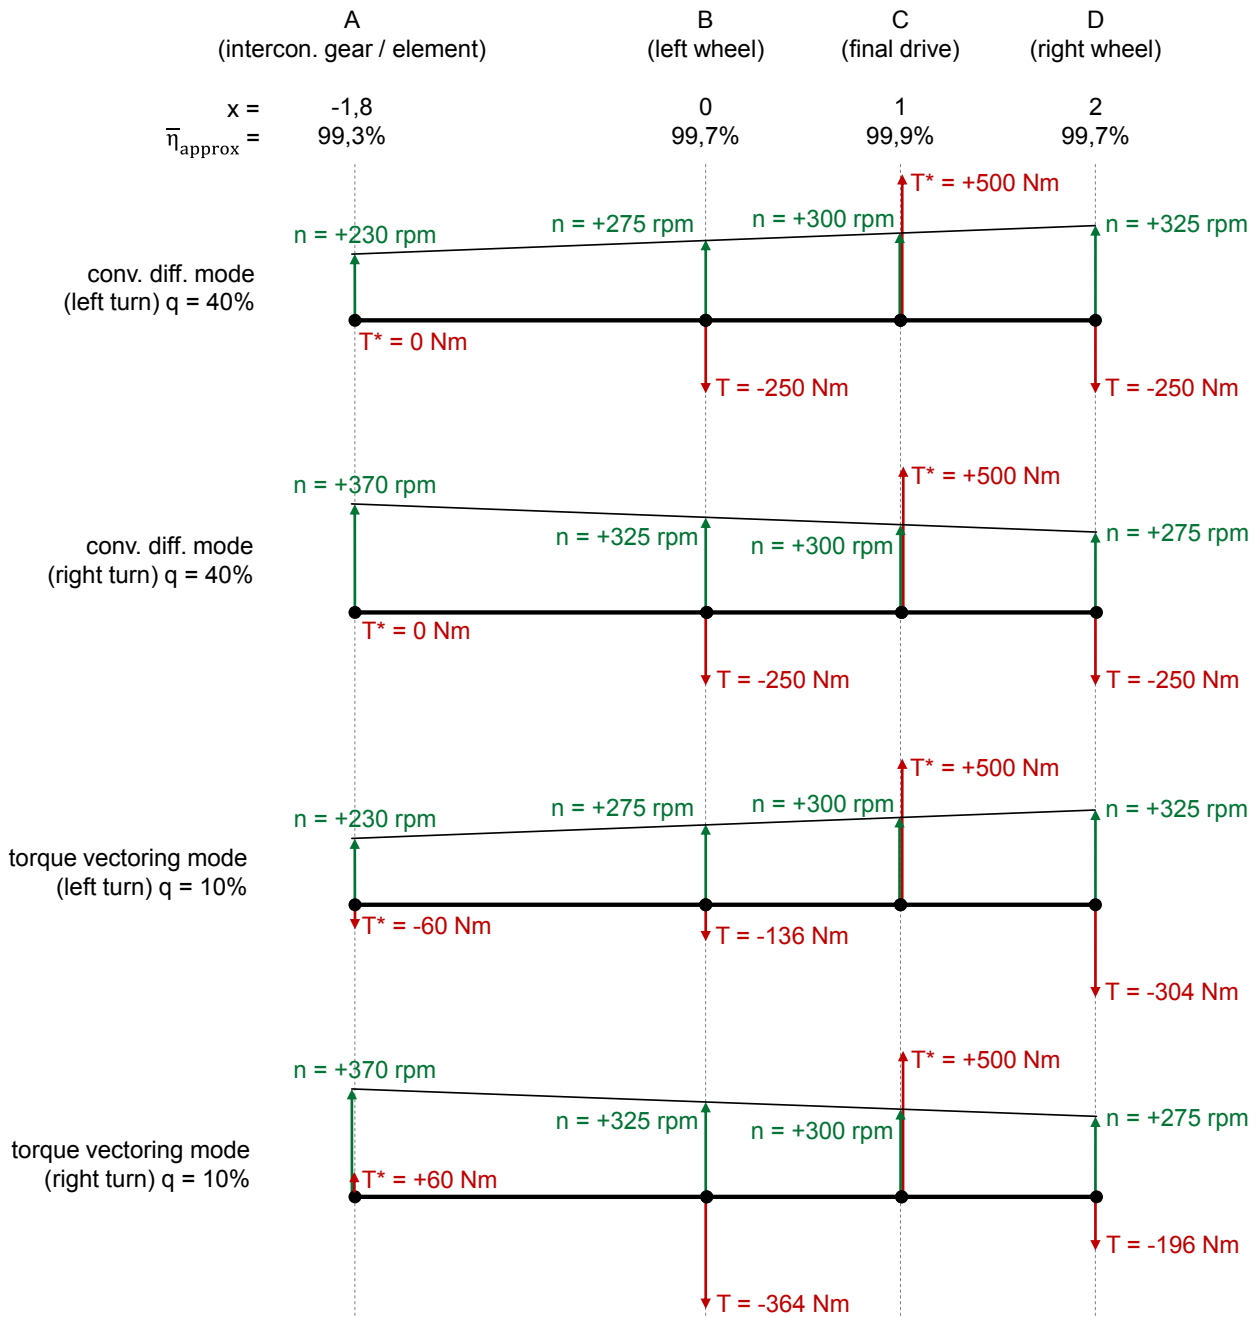 A B C D
(intercon. gear / element) (left wheel) (final drive) (right wheel)
x = -1,8 0 1 2
η̅approx = 99,3% 99,7% 99,9% 99,7%
T* = +500 Nm
n = +230 rpm n = +275 rpm n = +300 rpm n = +325 rpm
conv. diff. mode
(left turn) q = 40%
T* = 0 Nm
T = -250 Nm T = -250 Nm
T* = +500 Nm
n = +370 rpm
n = +325 rpm n = +300 rpm n = +275 rpm
conv. diff. mode
(right turn) q = 40%
T* = 0 Nm
T = -250 Nm T = -250 Nm
T* = +500 Nm
n = +230 rpm n = +275 rpm n = +300 rpm n = +325 rpm
torque vectoring mode
(left turn) q = 10%
T* = -60 Nm T = -136 Nm
T = -304 Nm
T* = +500 Nm
n = +370 rpm
n = +325 rpm n = +300 rpm n = +275 rpm
torque vectoring mode
(right turn) q = 10%
T* = +60 Nm
T = -196 Nm
T = -364 Nm